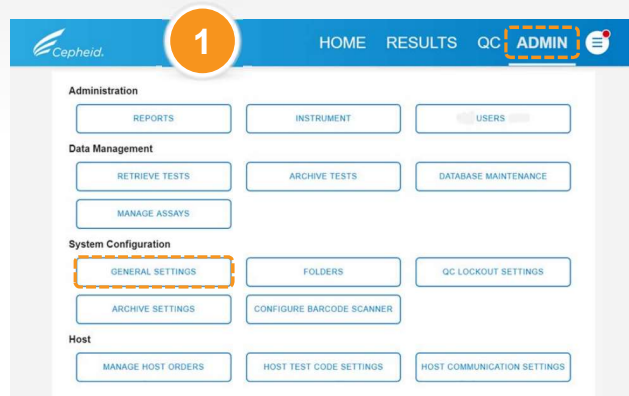 Cepheid.
1
HOME RESULTS QC ADMIN
Administration
REPORTS INSTRUMENT USERS
Data Management
RETRIEVE TESTS ARCHIVE TESTS DATABASE MAINTENANCE
MANAGE ASSAYS
System Configuration
GENERAL SETTINGS FOLDERS QC LOCKOUT SETTINGS
ARCHIVE SETTINGS CONFIGURE BARCODE SCANNER
Host
MANAGE HOST ORDERS HOST TEST CODE SETTINGS HOST COMMUNICATION SETTINGS